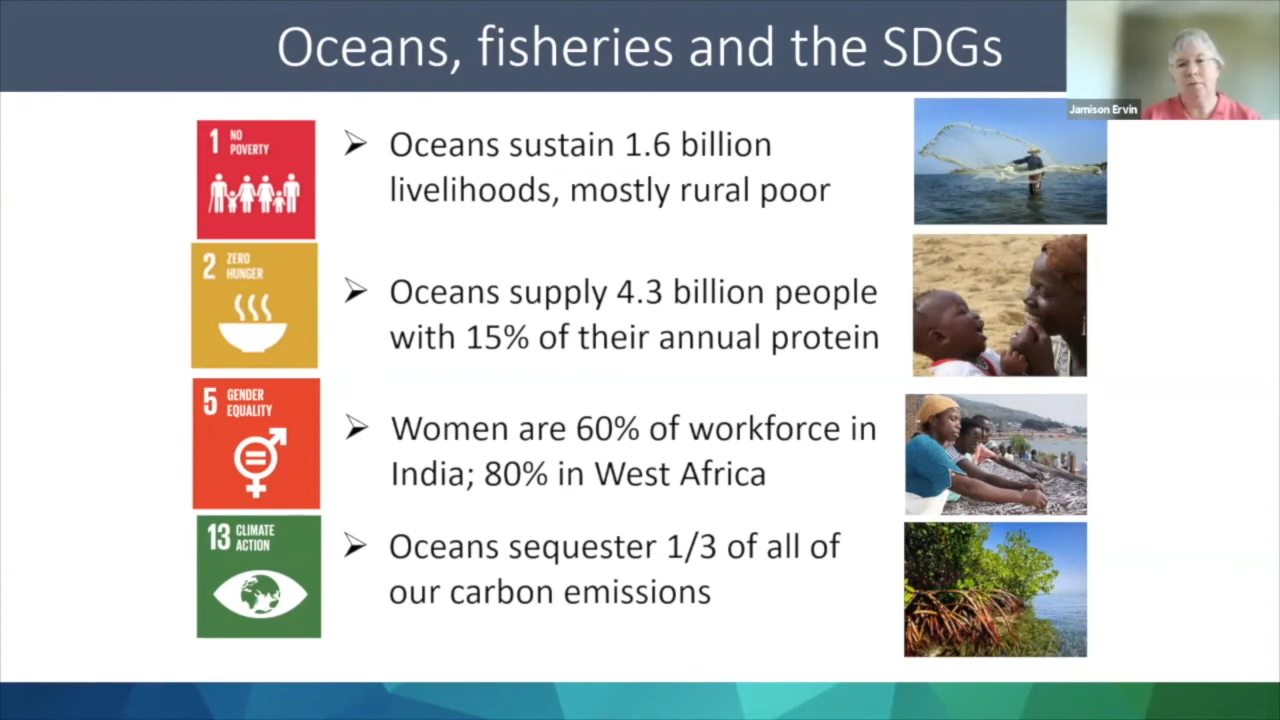 Oceans, fisheries and the SDGs
Jamison Ervin
1 NO
POVERTY
➢ Oceans sustain 1.6 billion
livelihoods, mostly rural poor
2 ZERO
HUNGER
➢ Oceans supply 4.3 billion people
with 15% of their annual protein
5 GENDER
EQUALITY
➢ Women are 60% of workforce in
India; 80% in West Africa
13 CLIMATE
ACTION
➢ Oceans sequester 1/3 of all of
our carbon emissions